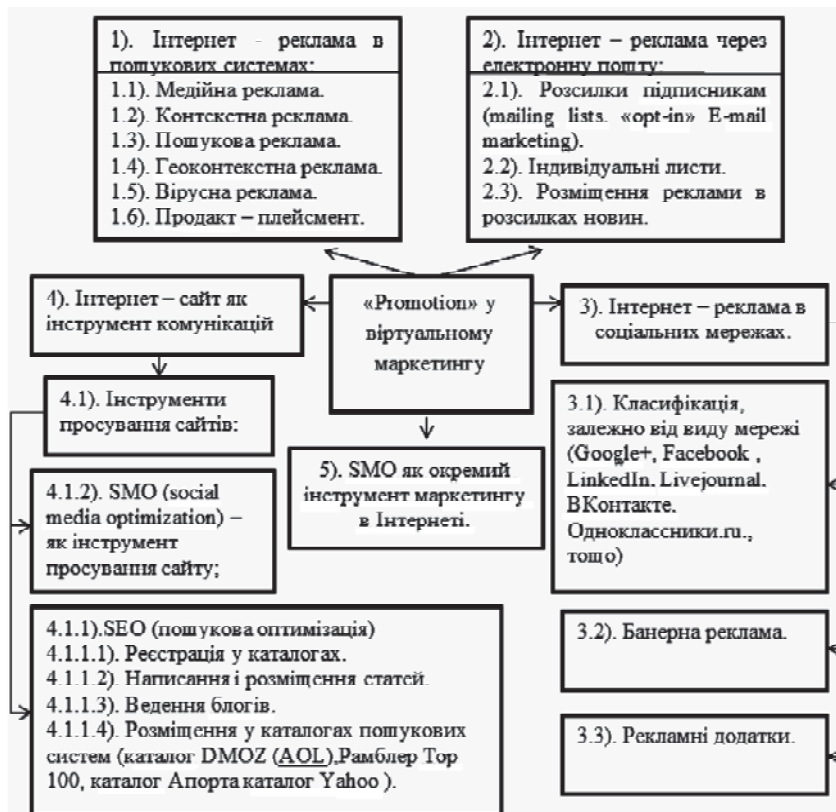 1). Інтернет - реклама в
пошукових системах:
1.1). Медійна реклама.
1.2). Контекстна реклама.
1.3). Пошукова реклама.
1.4). Геоконтекстна реклама.
1.5). Вірусна реклама.
1.6). Продакт – плейсмент.
2). Інтернет – реклама через
електронну пошту:
2.1). Розсилки підписникам
(mailing lists. «opt-in» E-mail
marketing).
2.2). Індивідуальні листи.
2.3). Розміщення реклами в
розсилках новин.
4). Інтернет – сайт як
інструмент комунікацій
«Promotion» у
віртуальному
маркетингу
3). Інтернет – реклама в
соціальних мережах.
4.1). Інструменти
просування сайтів:
3.1). Класифікація,
залежно від виду мережі
(Google+, Facebook ,
LinkedIn. Livejournal.
ВКонтакте.
Одноклассники.ru.,
тощо)
5). SMO як окремий
інструмент маркетингу
в Інтернеті.
4.1.2). SMO (social
media optimization) –
як інструмент
просування сайту;
4.1.1).SEO (пошукова оптимізація)
4.1.1.1). Реєстрація у каталогах.
4.1.1.2). Написання і розміщення статей.
4.1.1.3). Ведення блогів.
4.1.1.4). Розміщення у каталогах пошукових
систем (каталог DMOZ (AOL),Рамблер Top
100, каталог Апорта каталог Yahoo ).
3.2). Банерна реклама.
3.3). Рекламні додатки.